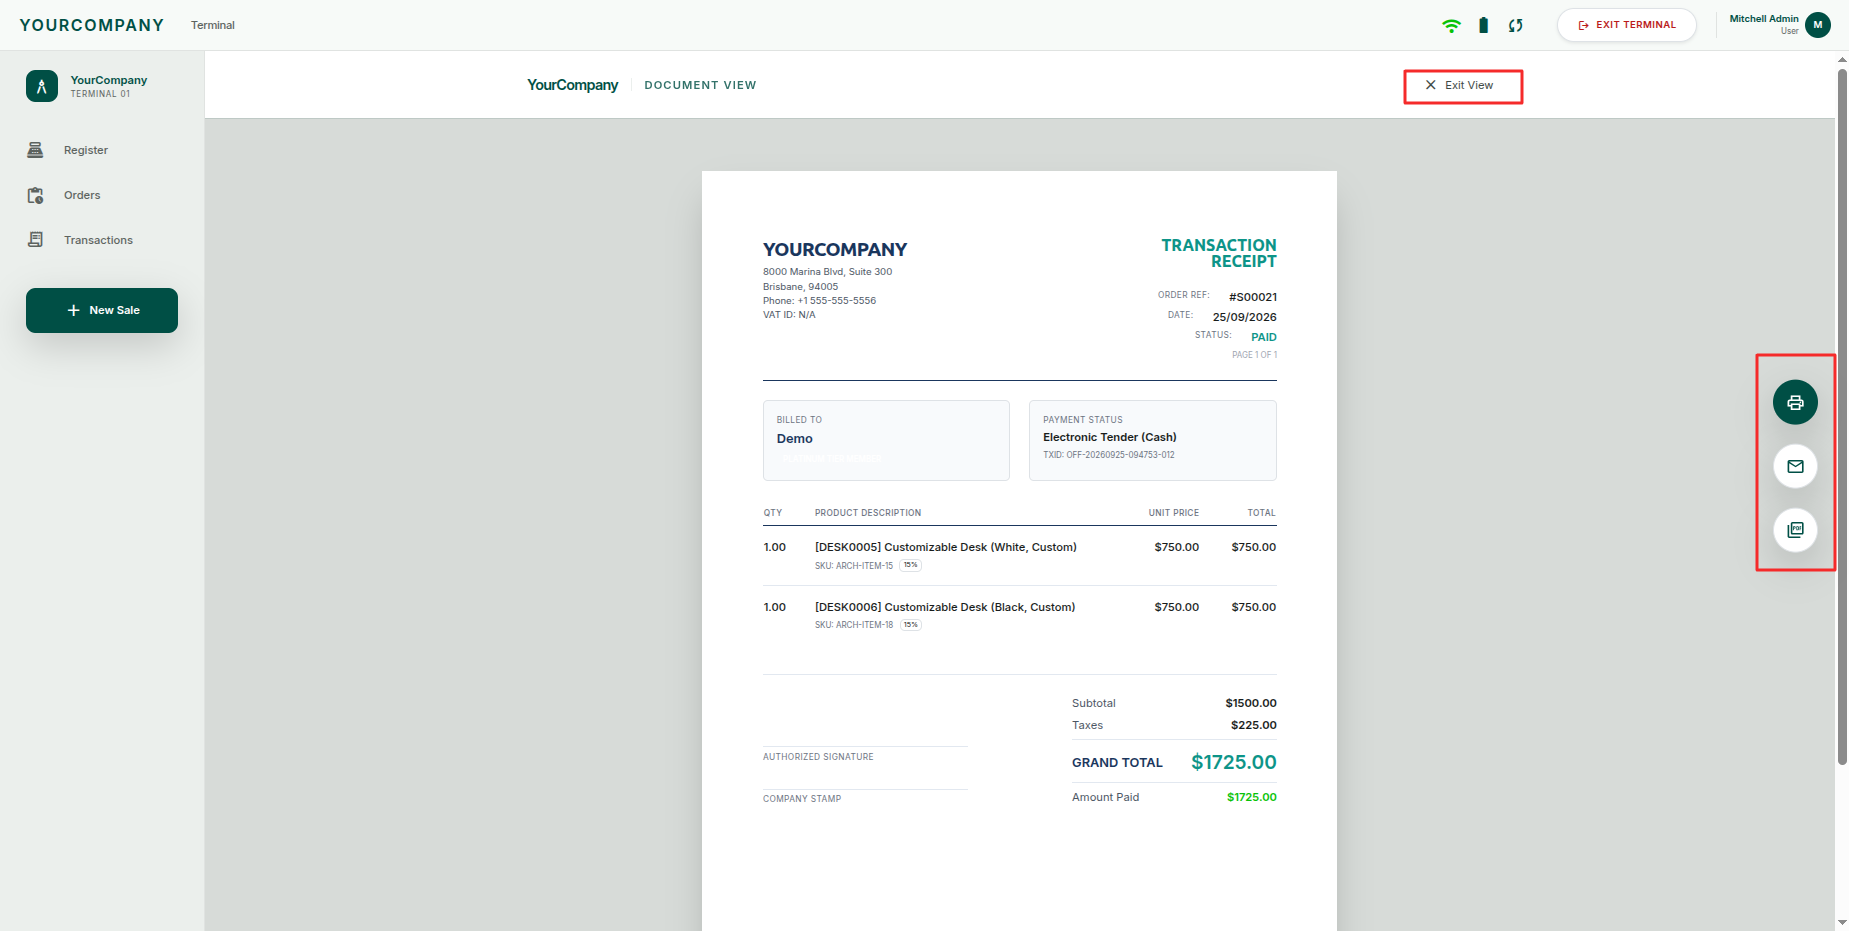 YOURCOMPANY
Terminal
EXIT TERMINAL
Mitchell Admin
User
M
YourCompany
TERMINAL 01
Register
Orders
Transactions
New Sale
YourCompany
DOCUMENT VIEW
Exit View
YOURCOMPANY
8000 Marina Blvd, Suite 300
Brisbane, 94005
Phone: +1 555-555-5556
VAT ID: N/A
TRANSACTION
RECEIPT
ORDER REF: #S00021
DATE: 25/09/2026
STATUS: PAID
PAGE 1 OF 1
BILLED TO
Demo
PAYMENT STATUS
Electronic Tender (Cash)
TXID: OFF-20260925-094753-012
QTY PRODUCT DESCRIPTION UNIT PRICE TOTAL
1.00 [DESK0005] Customizable Desk (White, Custom) $750.00 $750.00
SKU: ARCH-ITEM-15 15%
1.00 [DESK0006] Customizable Desk (Black, Custom) $750.00 $750.00
SKU: ARCH-ITEM-18 15%
Subtotal $1500.00
Taxes $225.00
GRAND TOTAL $1725.00
Amount Paid $1725.00
AUTHORIZED SIGNATURE
COMPANY STAMP
PDF